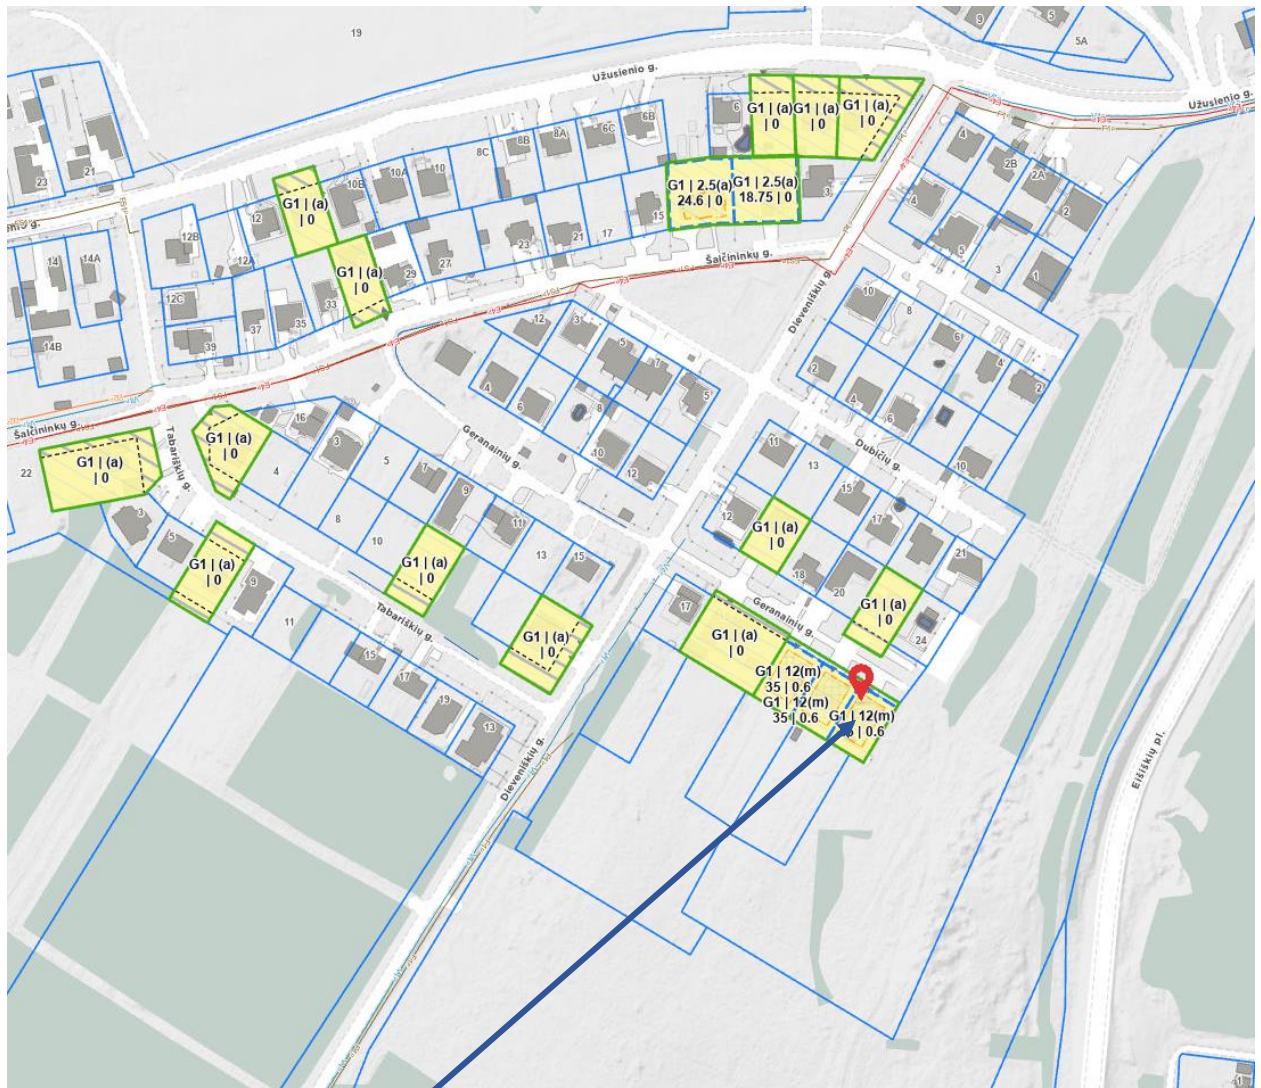 19
9
5
5A
Užusienio g.
Užusienio g.
G1 | (a)
| 0
G1 | (a)
| 0
G1 | (a)
| 0
6
6B
6C
8A
8B
8C
10
10A
10B
23
21
4
2B
2A
2
G1 | (a)
| 0
12
12B
12A
G1 | 2.5(a)
24.6 | 0
G1 | 2.5(a)
18.75 | 0
3
15
17
21
23
27
29
4
5
3
1
14
14A
G1 | (a)
| 0
Šalčininkų g.
12C
33
35
37
39
14B
Dieveniškių g.
10
8
6
4
2
12
3
5
7
5
4
6
8
10
12
2
4
6
10
Dubičių g.
Šalčininkų g.
22
G1 | (a)
| 0
G1 | (a)
| 0
Tabariškių g.
16
3
4
5
7
9
11
13
15
8
10
Geranainių g.
11
13
15
17
21
12
G1 | (a)
| 0
18
20
G1 | (a)
| 0
24
3
5
G1 | (a)
| 0
9
11
G1 | (a)
| 0
Tabariškių g.
G1 | (a)
| 0
15
17
19
13
17
Geranainių g.
G1 | (a)
| 0
G1 | 12(m)
35 | 0.6
G1 | 12(m)
35 | 0.6
G1 | 12(m)
| 0.6
Dieveniškių g.
Eišiškių pl.
1